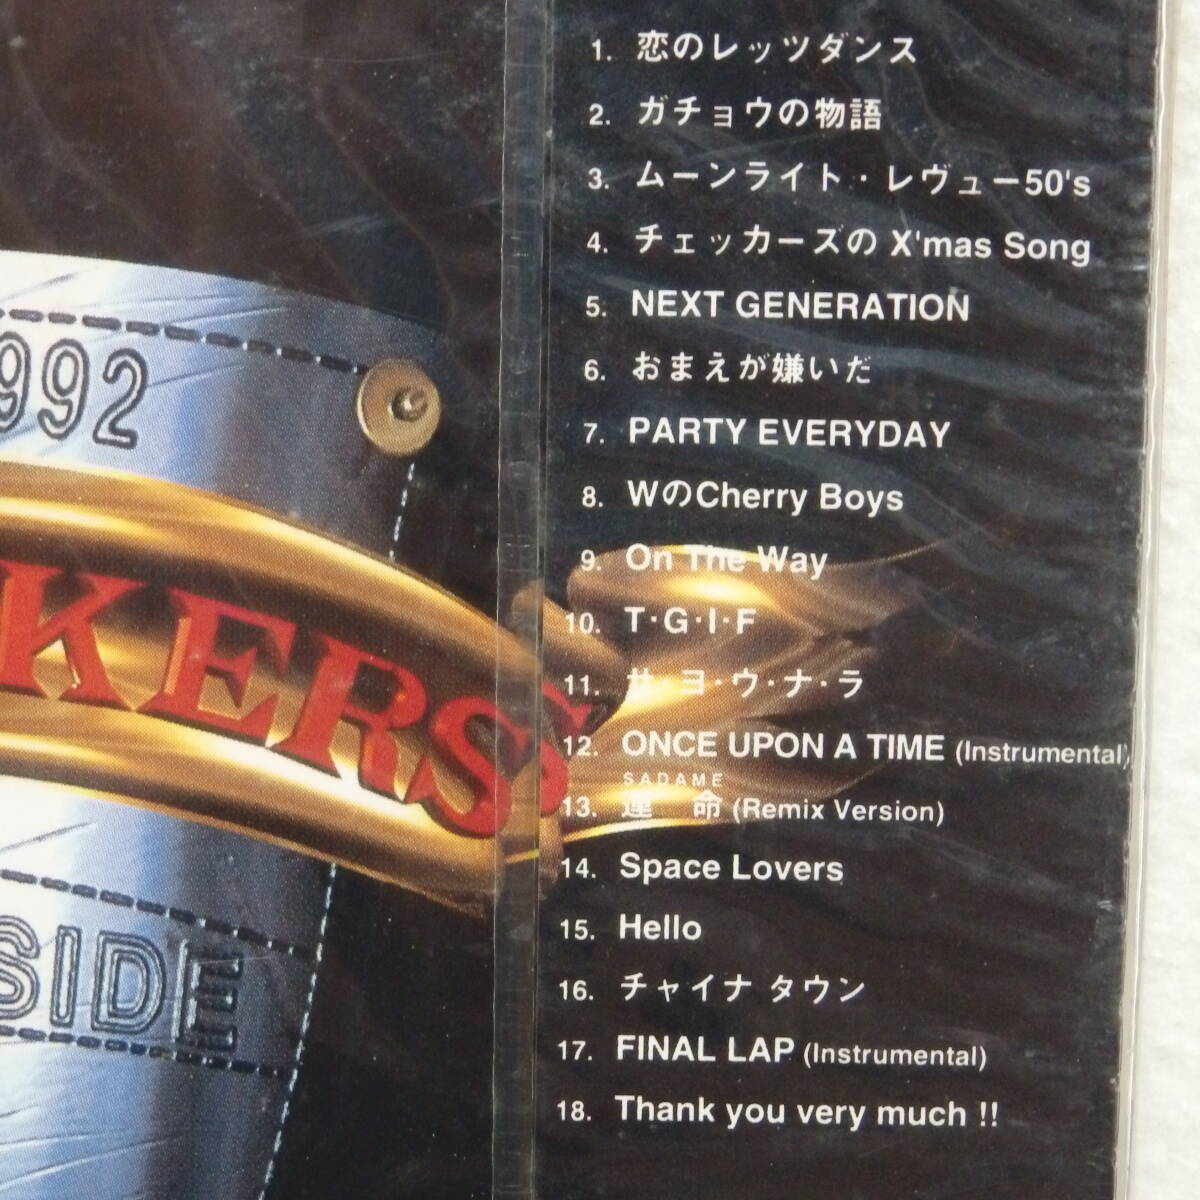 992
KERS
SIDE
1. 恋のレッツダンス
2. ガチョウの物語
3. ムーンライト・レヴュー50's
4. チェッカーズの X'mas Song
5. NEXT GENERATION
6. おまえが嫌いだ
7. PARTY EVERYDAY
8. WのCherry Boys
9. On The Way
10. T・G・I・F
11. サ・ヨ・ウ・ナ・ラ
12. ONCE UPON A TIME (Instrumental)
SADAME
13. 運 命 (Remix Version)
14. Space Lovers
15. Hello
16. チャイナ タウン
17. FINAL LAP (Instrumental)
18. Thank you very much !!